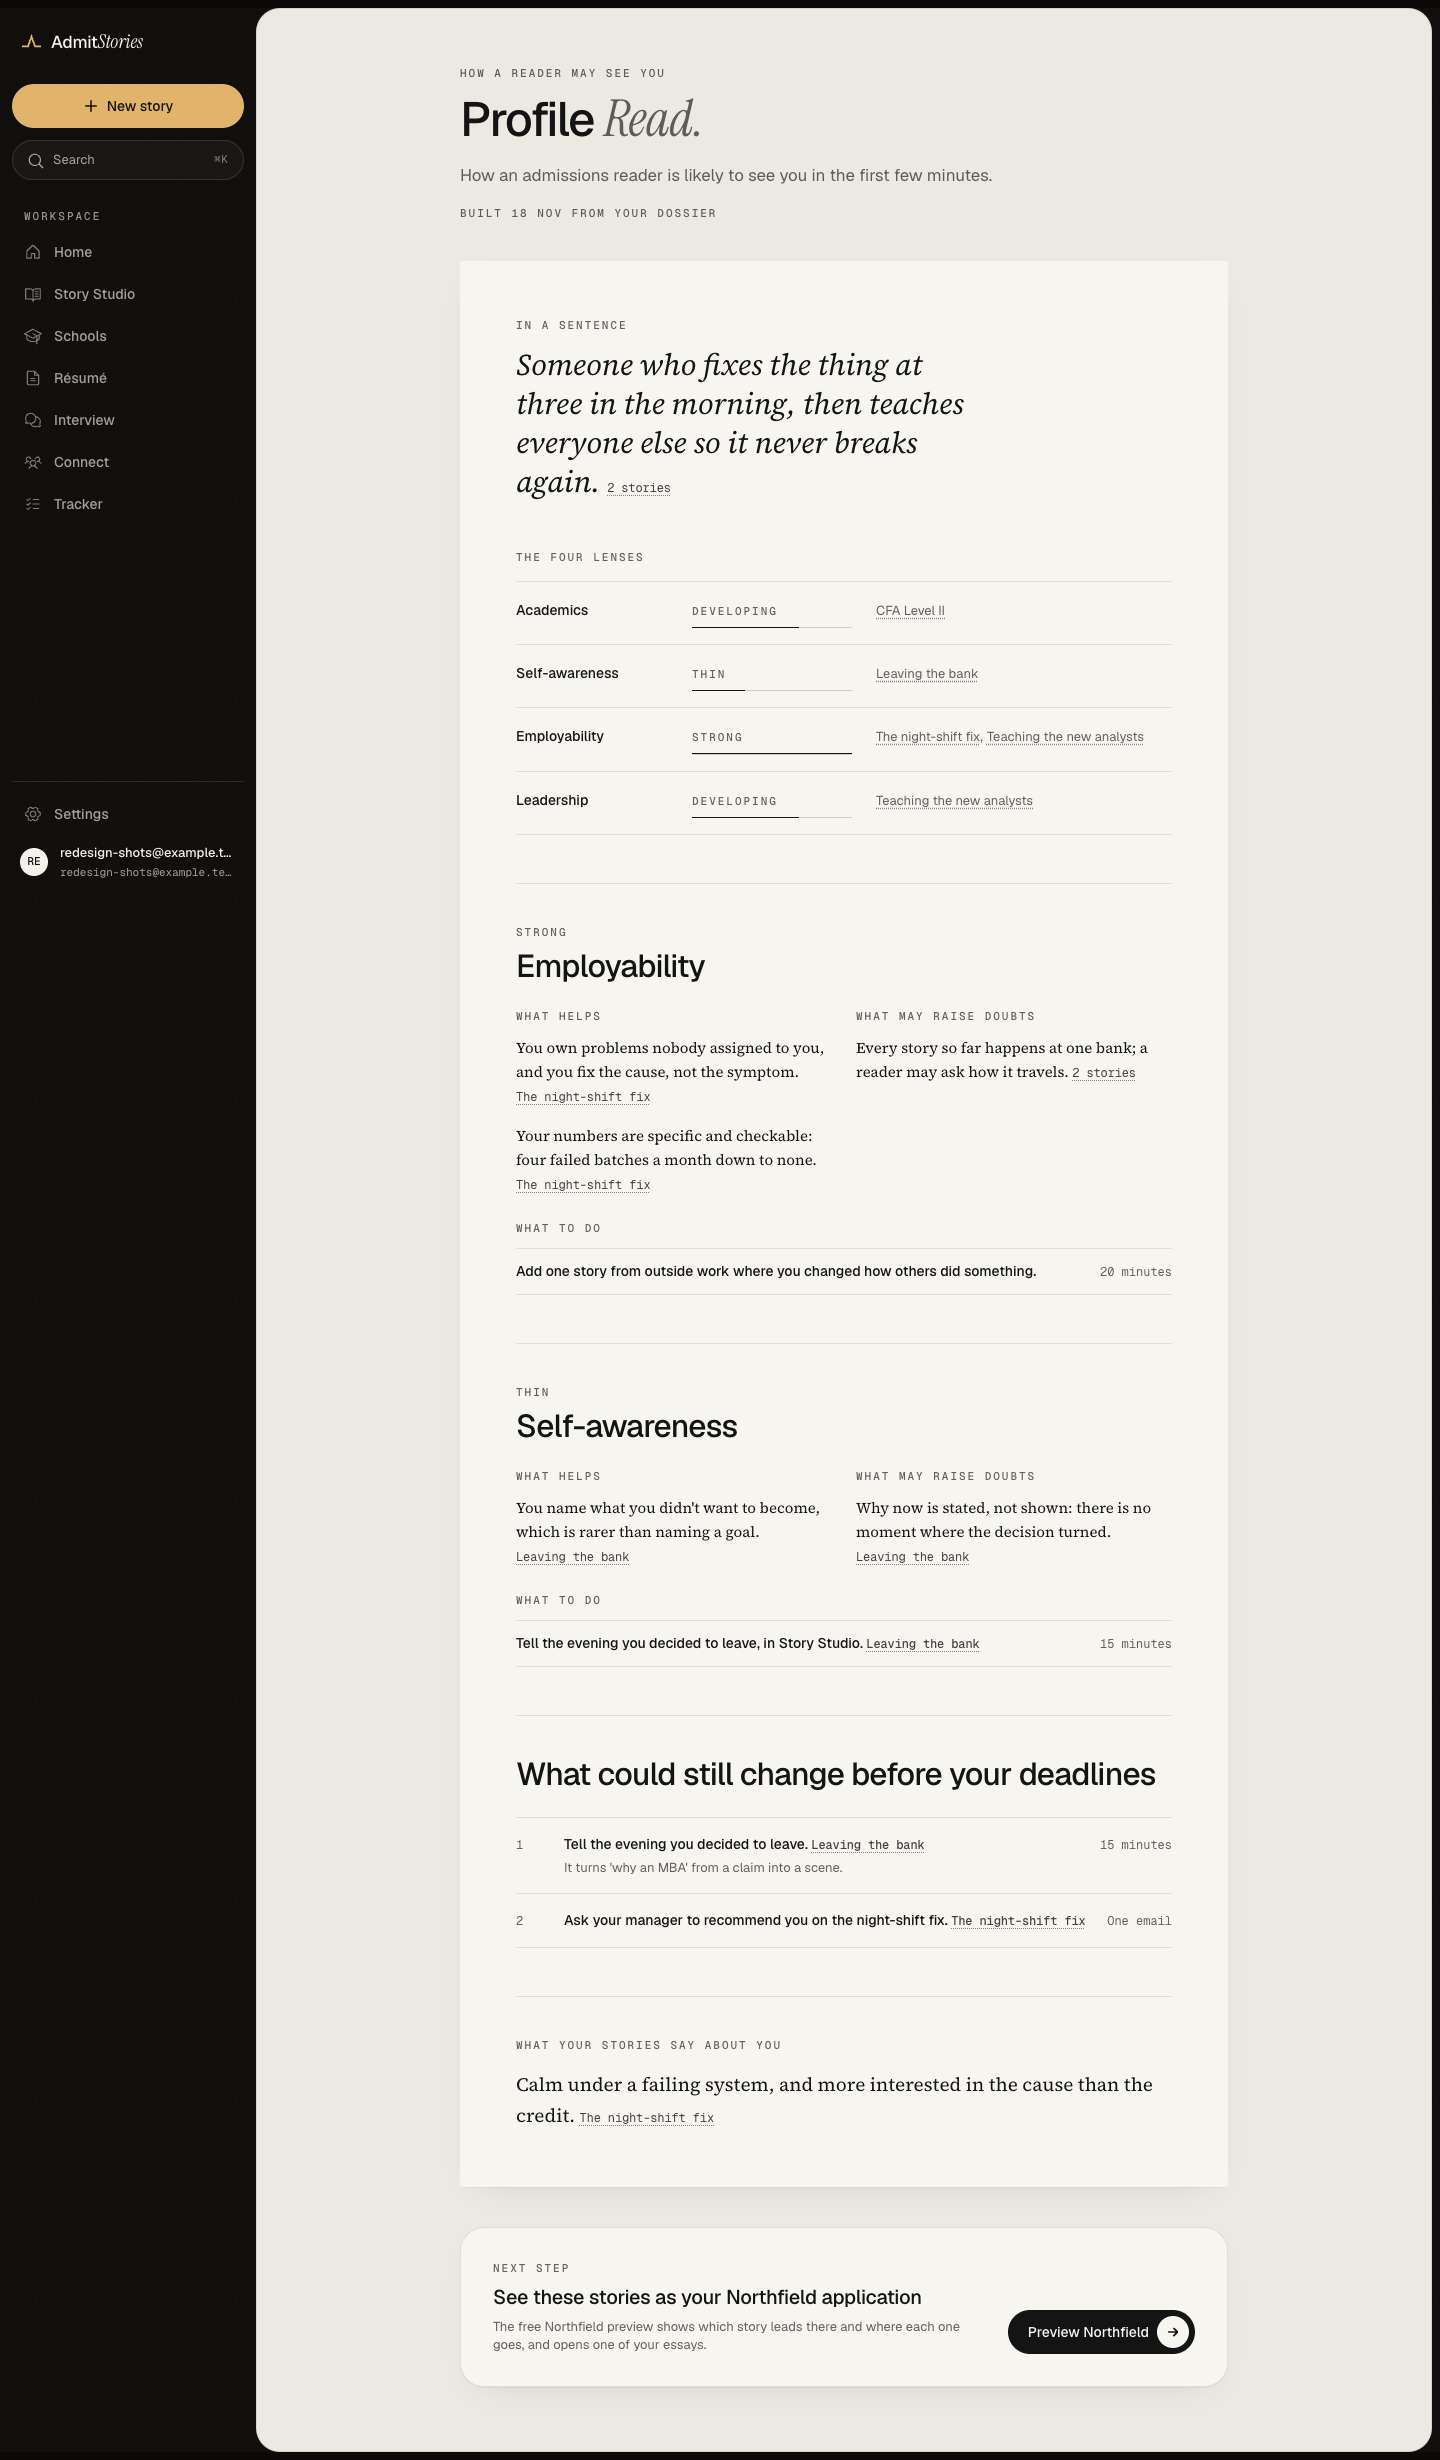 AdmitStories
New story
Search ⌘K
WORKSPACE
Home
Story Studio
Schools
Résumé
Interview
Connect
Tracker
Settings
RE
redesign-shots@example.t…
redesign-shots@example.te…
HOW A READER MAY SEE YOU
Profile Read.
How an admissions reader is likely to see you in the first few minutes.
BUILT 18 NOV FROM YOUR DOSSIER
IN A SENTENCE
Someone who fixes the thing at
three in the morning, then teaches
everyone else so it never breaks
again. 2 stories
THE FOUR LENSES
Academics DEVELOPING CFA Level II
Self-awareness THIN Leaving the bank
Employability STRONG The night-shift fix, Teaching the new analysts
Leadership DEVELOPING Teaching the new analysts
STRONG
Employability
WHAT HELPS
You own problems nobody assigned to you,
and you fix the cause, not the symptom.
The night-shift fix
Your numbers are specific and checkable:
four failed batches a month down to none.
The night-shift fix
WHAT MAY RAISE DOUBTS
Every story so far happens at one bank; a
reader may ask how it travels. 2 stories
WHAT TO DO
Add one story from outside work where you changed how others did something. 20 minutes
THIN
Self-awareness
WHAT HELPS
You name what you didn't want to become,
which is rarer than naming a goal.
Leaving the bank
WHAT MAY RAISE DOUBTS
Why now is stated, not shown: there is no
moment where the decision turned.
Leaving the bank
WHAT TO DO
Tell the evening you decided to leave, in Story Studio. Leaving the bank 15 minutes
What could still change before your deadlines
1 Tell the evening you decided to leave. Leaving the bank 15 minutes
It turns 'why an MBA' from a claim into a scene.
2 Ask your manager to recommend you on the night-shift fix. The night-shift fix One email
WHAT YOUR STORIES SAY ABOUT YOU
Calm under a failing system, and more interested in the cause than the
credit. The night-shift fix
NEXT STEP
See these stories as your Northfield application
The free Northfield preview shows which story leads there and where each one
goes, and opens one of your essays.
Preview Northfield